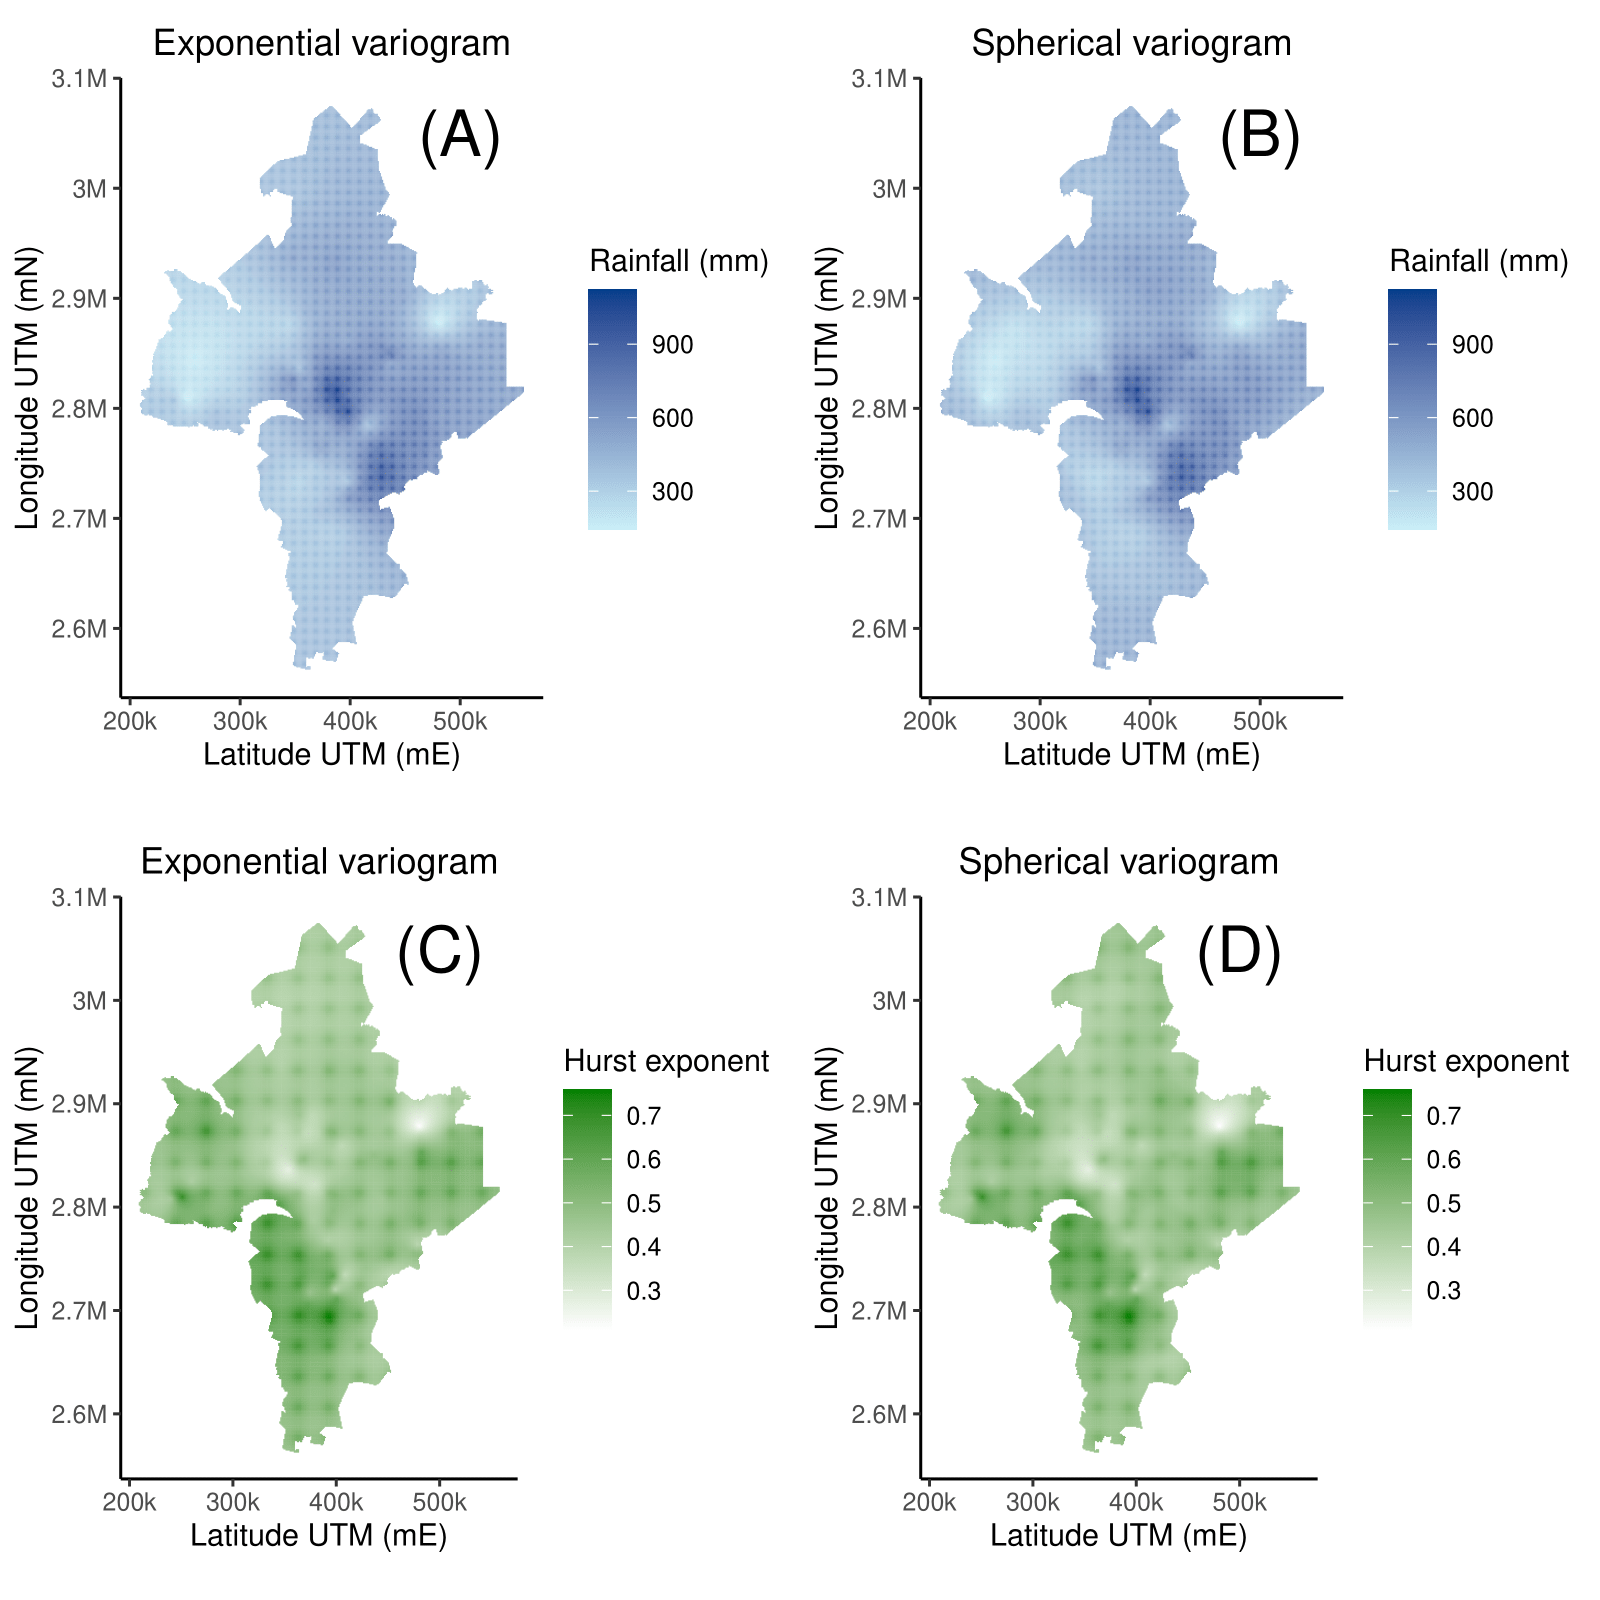 Exponential variogram
(A)
3.1M
3M
2.9M
2.8M
2.7M
2.6M
Longitude UTM (mN)
200k 300k 400k 500k
Latitude UTM (mE)
Rainfall (mm)
900
600
300
Spherical variogram
(B)
3.1M
3M
2.9M
2.8M
2.7M
2.6M
Longitude UTM (mN)
200k 300k 400k 500k
Latitude UTM (mE)
Rainfall (mm)
900
600
300
Exponential variogram
(C)
3.1M
3M
2.9M
2.8M
2.7M
2.6M
Longitude UTM (mN)
200k 300k 400k 500k
Latitude UTM (mE)
Hurst exponent
0.7
0.6
0.5
0.4
0.3
Spherical variogram
(D)
3.1M
3M
2.9M
2.8M
2.7M
2.6M
Longitude UTM (mN)
200k 300k 400k 500k
Latitude UTM (mE)
Hurst exponent
0.7
0.6
0.5
0.4
0.3